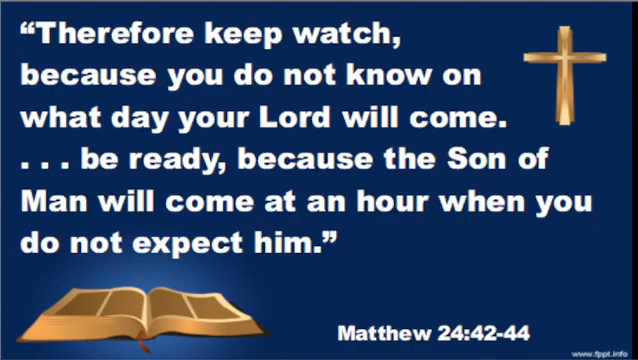 “Therefore keep watch,
because you do not know on
what day your Lord will come.
. . . be ready, because the Son of
Man will come at an hour when you
do not expect him.”
Matthew 24:42-44
www.fppt.info